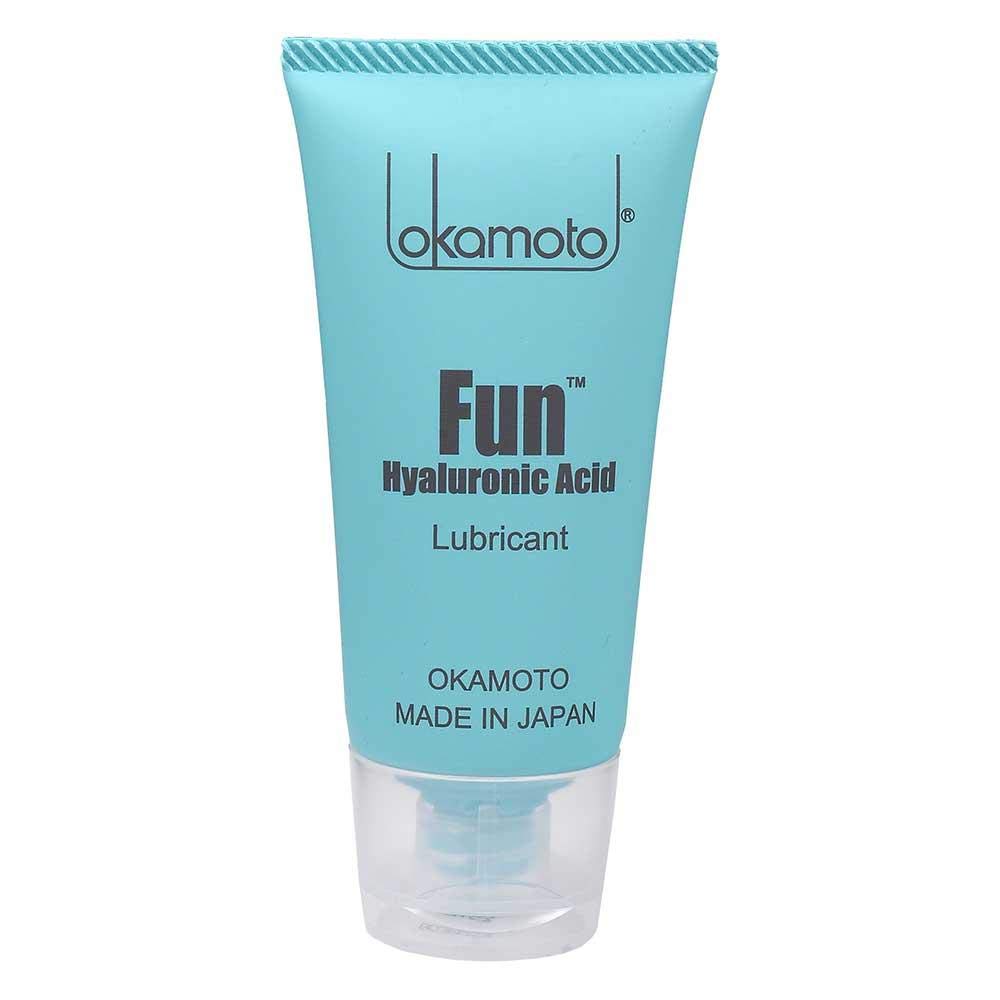 okamoto®
Fun™
Hyaluronic Acid
Lubricant
OKAMOTO
MADE IN JAPAN